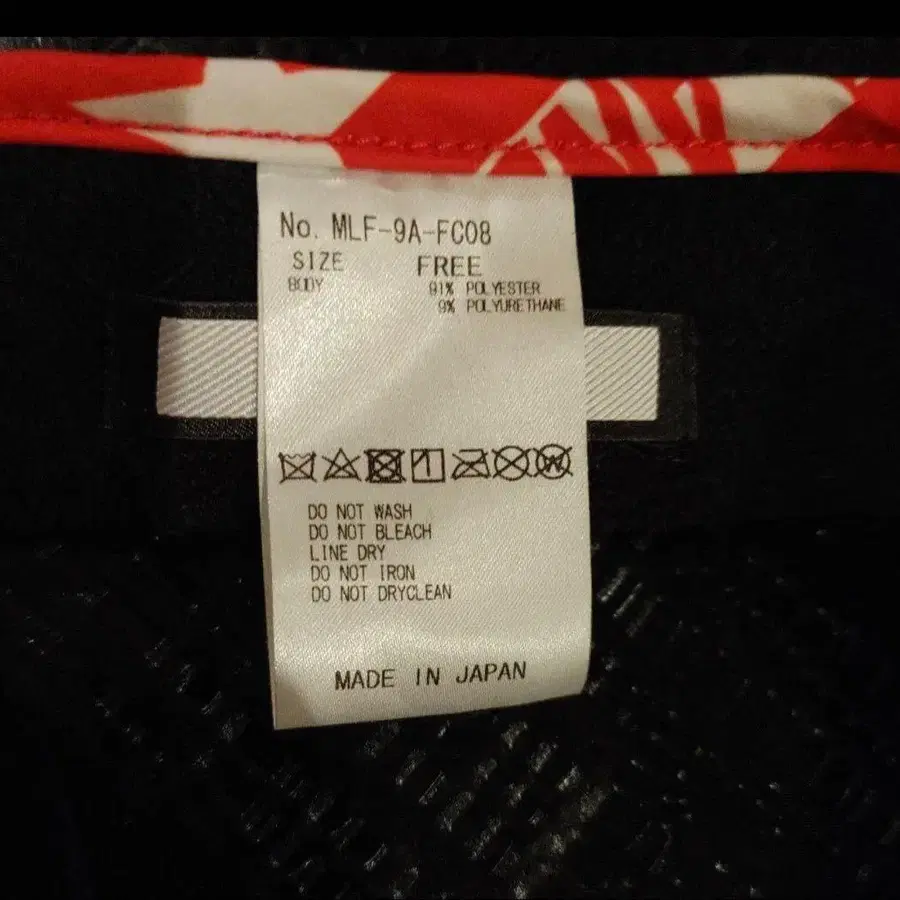 No. MLF-9A-FC08
SIZE FREE
BODY 91% POLYESTER
9% POLYURETHANE
DO NOT WASH
DO NOT BLEACH
LINE DRY
DO NOT IRON
DO NOT DRYCLEAN
MADE IN JAPAN